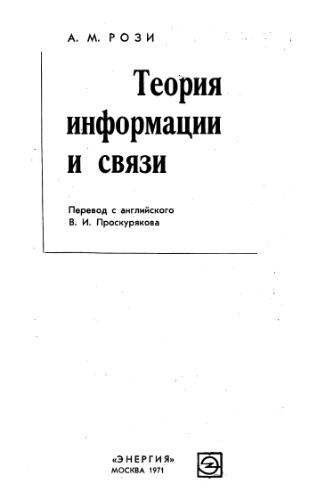 А. М. РОЗИ
Теория
информации
и связи
Перевод с английского
В. И. Проскурякова
«ЭНЕРГИЯ»
МОСКВА 1971